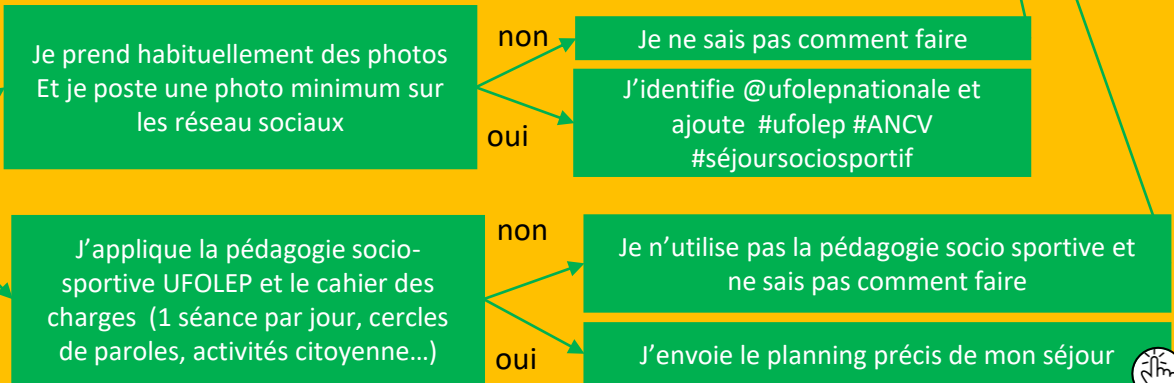 Je prend habituellement des photos
Et je poste une photo minimum sur
les réseau sociaux
non
Je ne sais pas comment faire
oui
J'identifie @ufolepnationale et
ajoute #ufolep #ANCV
#séjoursociosportif
J'applique la pédagogie socio-
sportive UFOLEP et le cahier des
charges (1 séance par jour, cercles
de paroles, activités citoyenne…)
non
Je n'utilise pas la pédagogie socio sportive et
ne sais pas comment faire
oui
J'envoie le planning précis de mon séjour